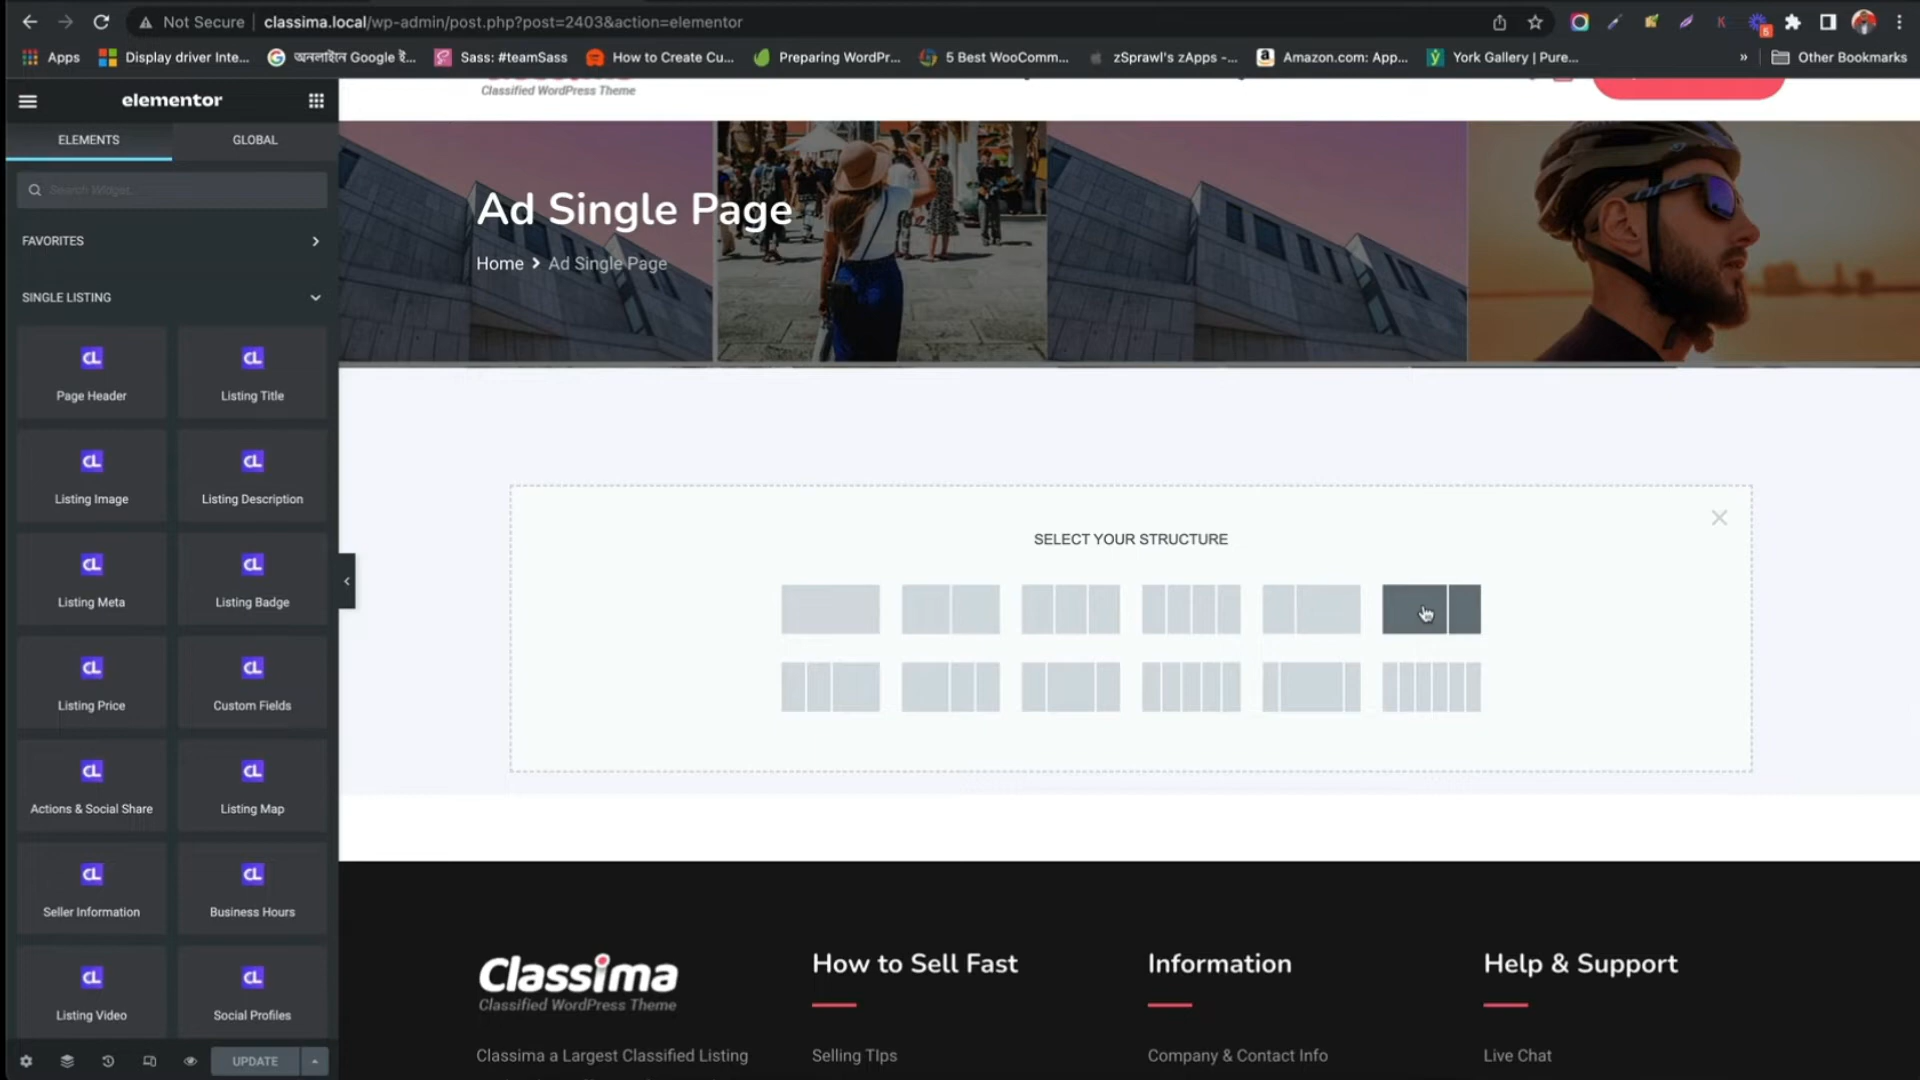 Not Secure
classima.local/wp-admin/post.php?post=2403&action=elementor
Apps
Display driver Inte...
অনলাইনে Google ই...
Sass: #teamSass
How to Create Cu...
Preparing WordPr...
5 Best WooComm...
zSprawl's zApps -...
Amazon.com: App...
York Gallery | Pure...
»
Other Bookmarks
elementor
ELEMENTS
GLOBAL
Search Widget...
FAVORITES
SINGLE LISTING
Page Header
Listing Title
Listing Image
Listing Description
Listing Meta
Listing Badge
Listing Price
Custom Fields
Actions & Social Share
Listing Map
Seller Information
Business Hours
Listing Video
Social Profiles
UPDATE
Classified WordPress Theme
Ad Single Page
Home > Ad Single Page
SELECT YOUR STRUCTURE
Classima
Classified WordPress Theme
Classima a Largest Classified Listing
How to Sell Fast
Selling TIps
Information
Company & Contact Info
Help & Support
Live Chat